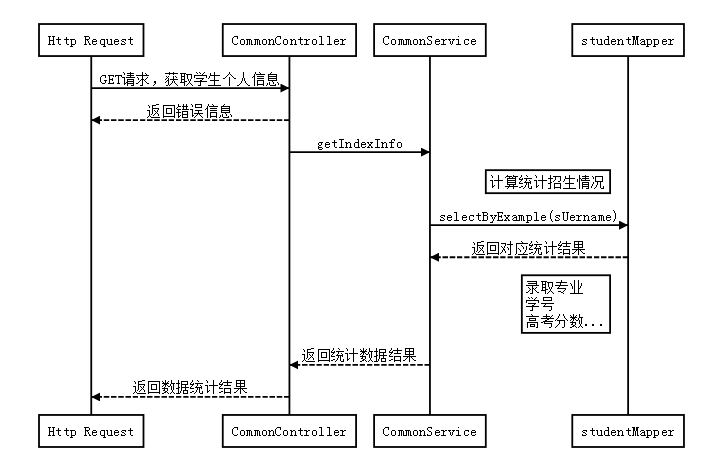 Http Request
CommonController
CommonService
studentMapper
GET请求，获取学生个人信息
返回错误信息
getIndexInfo
计算统计招生情况
selectByExample(sUername)
返回对应统计结果
录取专业
学号
高考分数...
返回统计数据结果
返回数据统计结果
Http Request
CommonController
CommonService
studentMapper